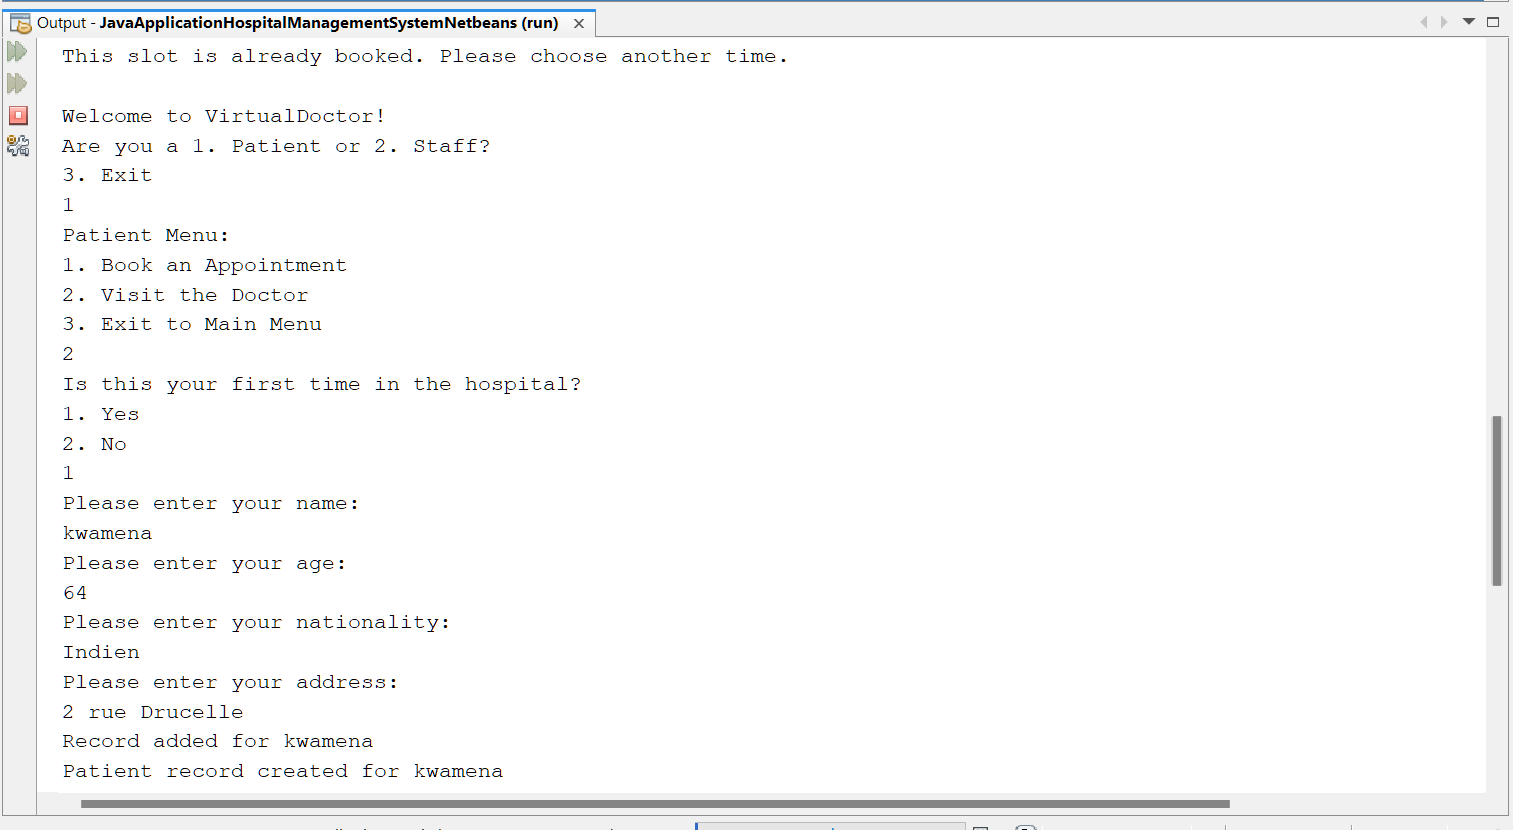 Output - JavaApplicationHospitalManagementSystemNetbeans (run)
This slot is already booked. Please choose another time.
Welcome to VirtualDoctor!
Are you a 1. Patient or 2. Staff?
3. Exit
1
Patient Menu:
1. Book an Appointment
2. Visit the Doctor
3. Exit to Main Menu
2
Is this your first time in the hospital?
1. Yes
2. No
1
Please enter your name:
kwamena
Please enter your age:
64
Please enter your nationality:
Indien
Please enter your address:
2 rue Drucelle
Record added for kwamena
Patient record created for kwamena